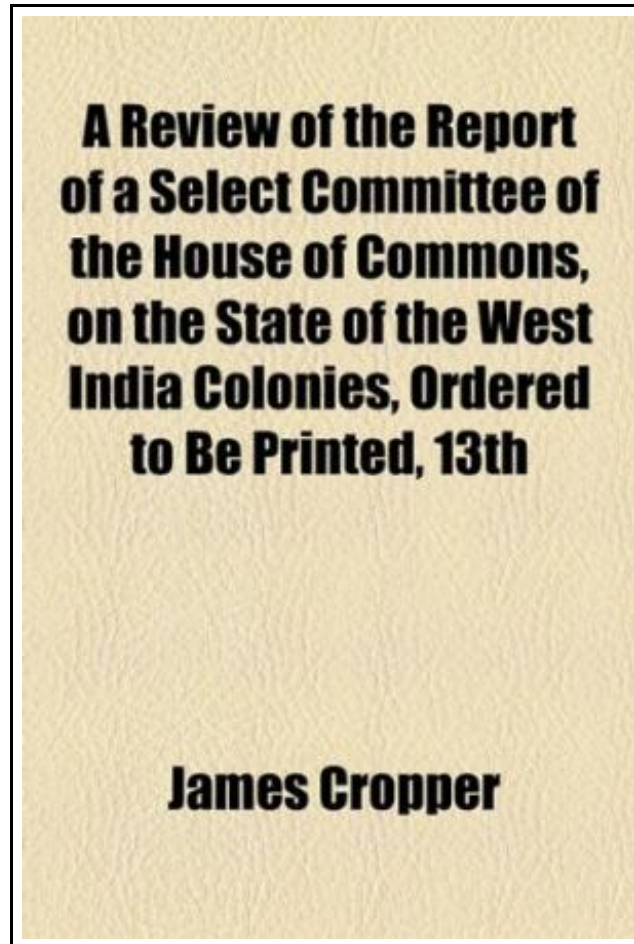 A Review of the Report
of a Select Committee of
the House of Commons,
on the State of the West
India Colonies, Ordered
to Be Printed, 13th
James Cropper